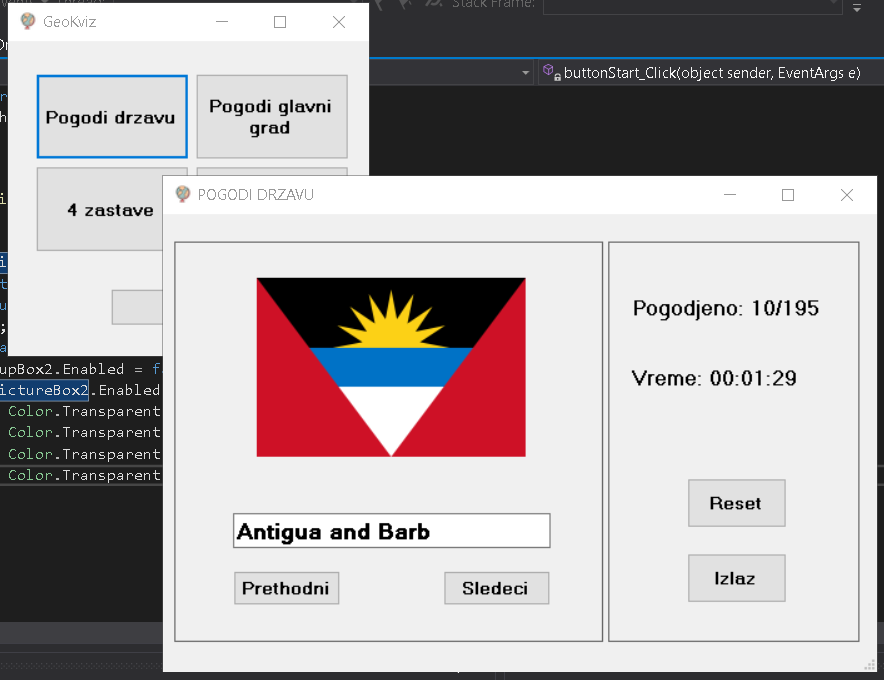 Stack Frame:
GeoKviz
buttonStart_Click(object sender, EventArgs e)
Pogodi drzavu
Pogodi glavni
grad
4 zastave
POGODI DRZAVU
Pogodjeno: 10/195
Vreme: 00:01:29
Antigua and Barb
Prethodni
Sledeci
Reset
Izlaz
upBox2.Enabled = f
ictureBox2.Enabled
Color.Transparent
Color.Transparent
Color.Transparent
Color.Transparent